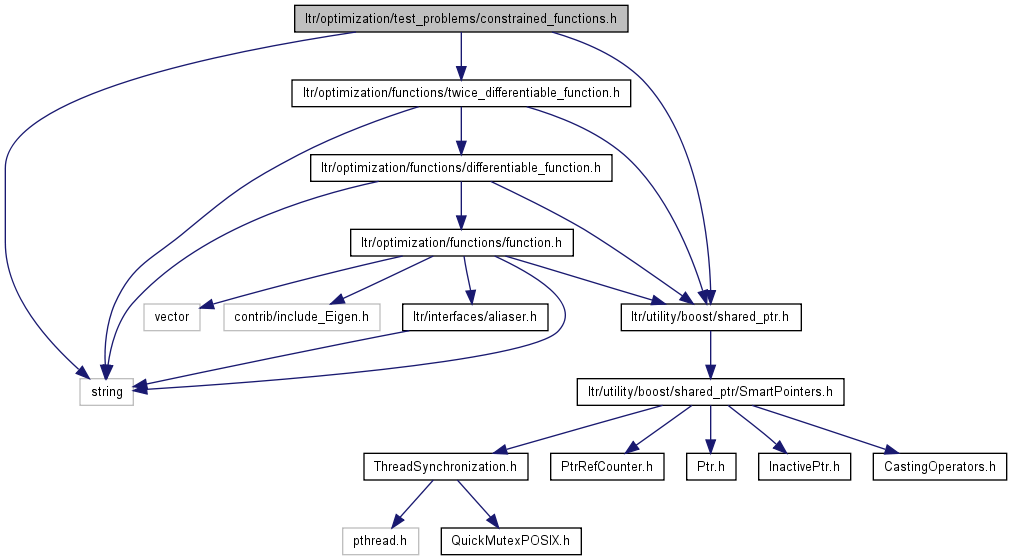 ltr/optimization/test_problems/constrained_functions.h
ltr/optimization/functions/twice_differentiable_function.h
ltr/optimization/functions/differentiable_function.h
ltr/optimization/functions/function.h
vector
contrib/include_Eigen.h
ltr/interfaces/aliaser.h
ltr/utility/boost/shared_ptr.h
string
ltr/utility/boost/shared_ptr/SmartPointers.h
ThreadSynchronization.h
PtrRefCounter.h
Ptr.h
InactivePtr.h
CastingOperators.h
pthread.h
QuickMutexPOSIX.h